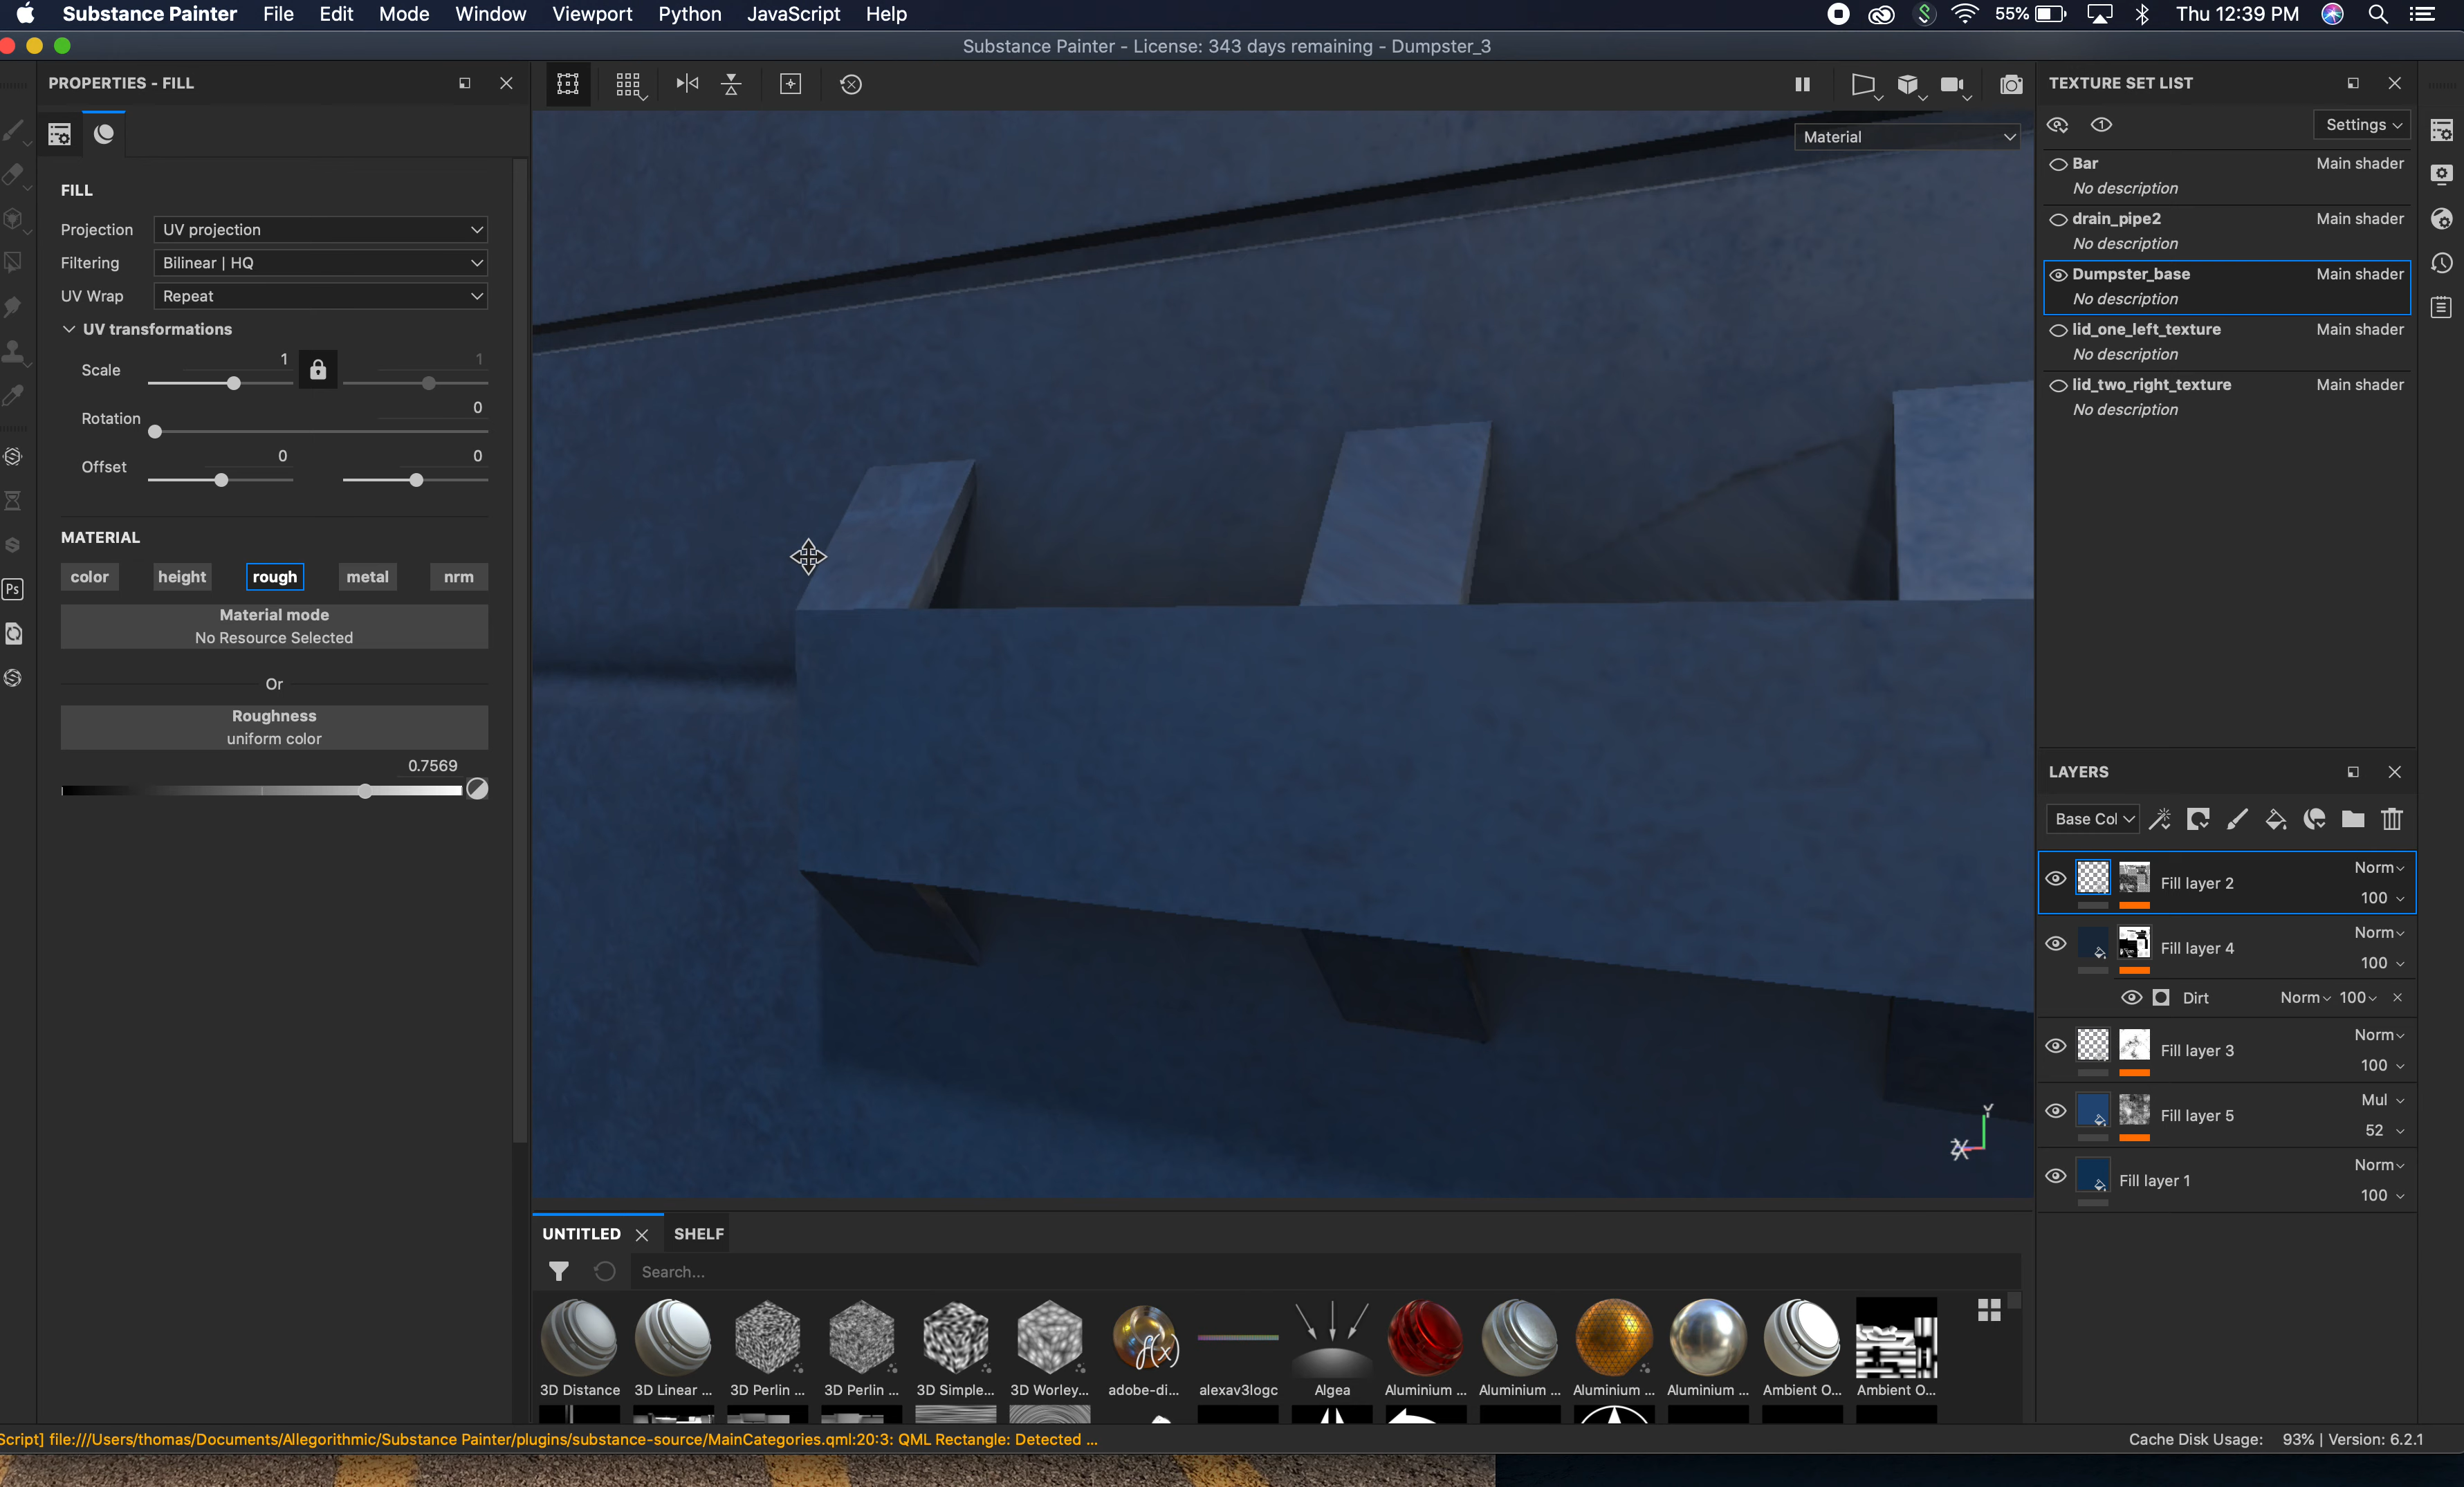 Substance Painter File Edit Mode Window Viewport Python JavaScript Help 55% Thu 12:39 PM
Substance Painter - License: 343 days remaining - Dumpster_3
PROPERTIES - FILL
FILL
Projection UV projection
Filtering Bilinear | HQ
UV Wrap Repeat
UV transformations
Scale 1 1
Rotation 0
Offset 0 0
MATERIAL
color height rough metal nrm
Material mode
No Resource Selected
Or
Roughness
uniform color
0.7569
Ps
Material
Y
ZX
TEXTURE SET LIST
Settings
Bar Main shader
No description
drain_pipe2 Main shader
No description
Dumpster_base Main shader
No description
lid_one_left_texture Main shader
No description
lid_two_right_texture Main shader
No description
LAYERS
Base Col
Fill layer 2 Norm 100
Fill layer 4 Norm 100
Dirt Norm 100
Fill layer 3 Norm 100
Fill layer 5 Mul 52
Fill layer 1 Norm 100
UNTITLED SHELF
Search...
3D Distance 3D Linear ... 3D Perlin ... 3D Perlin ... 3D Simple... 3D Worley... adobe-di... alexav3logc Algea Aluminium ... Aluminium ... Aluminium ... Aluminium ... Ambient O... Ambient O...
Script] file:///Users/thomas/Documents/Allegorithmic/Substance Painter/plugins/substance-source/MainCategories.qml:20:3: QML Rectangle: Detected ...
Cache Disk Usage: 93% | Version: 6.2.1